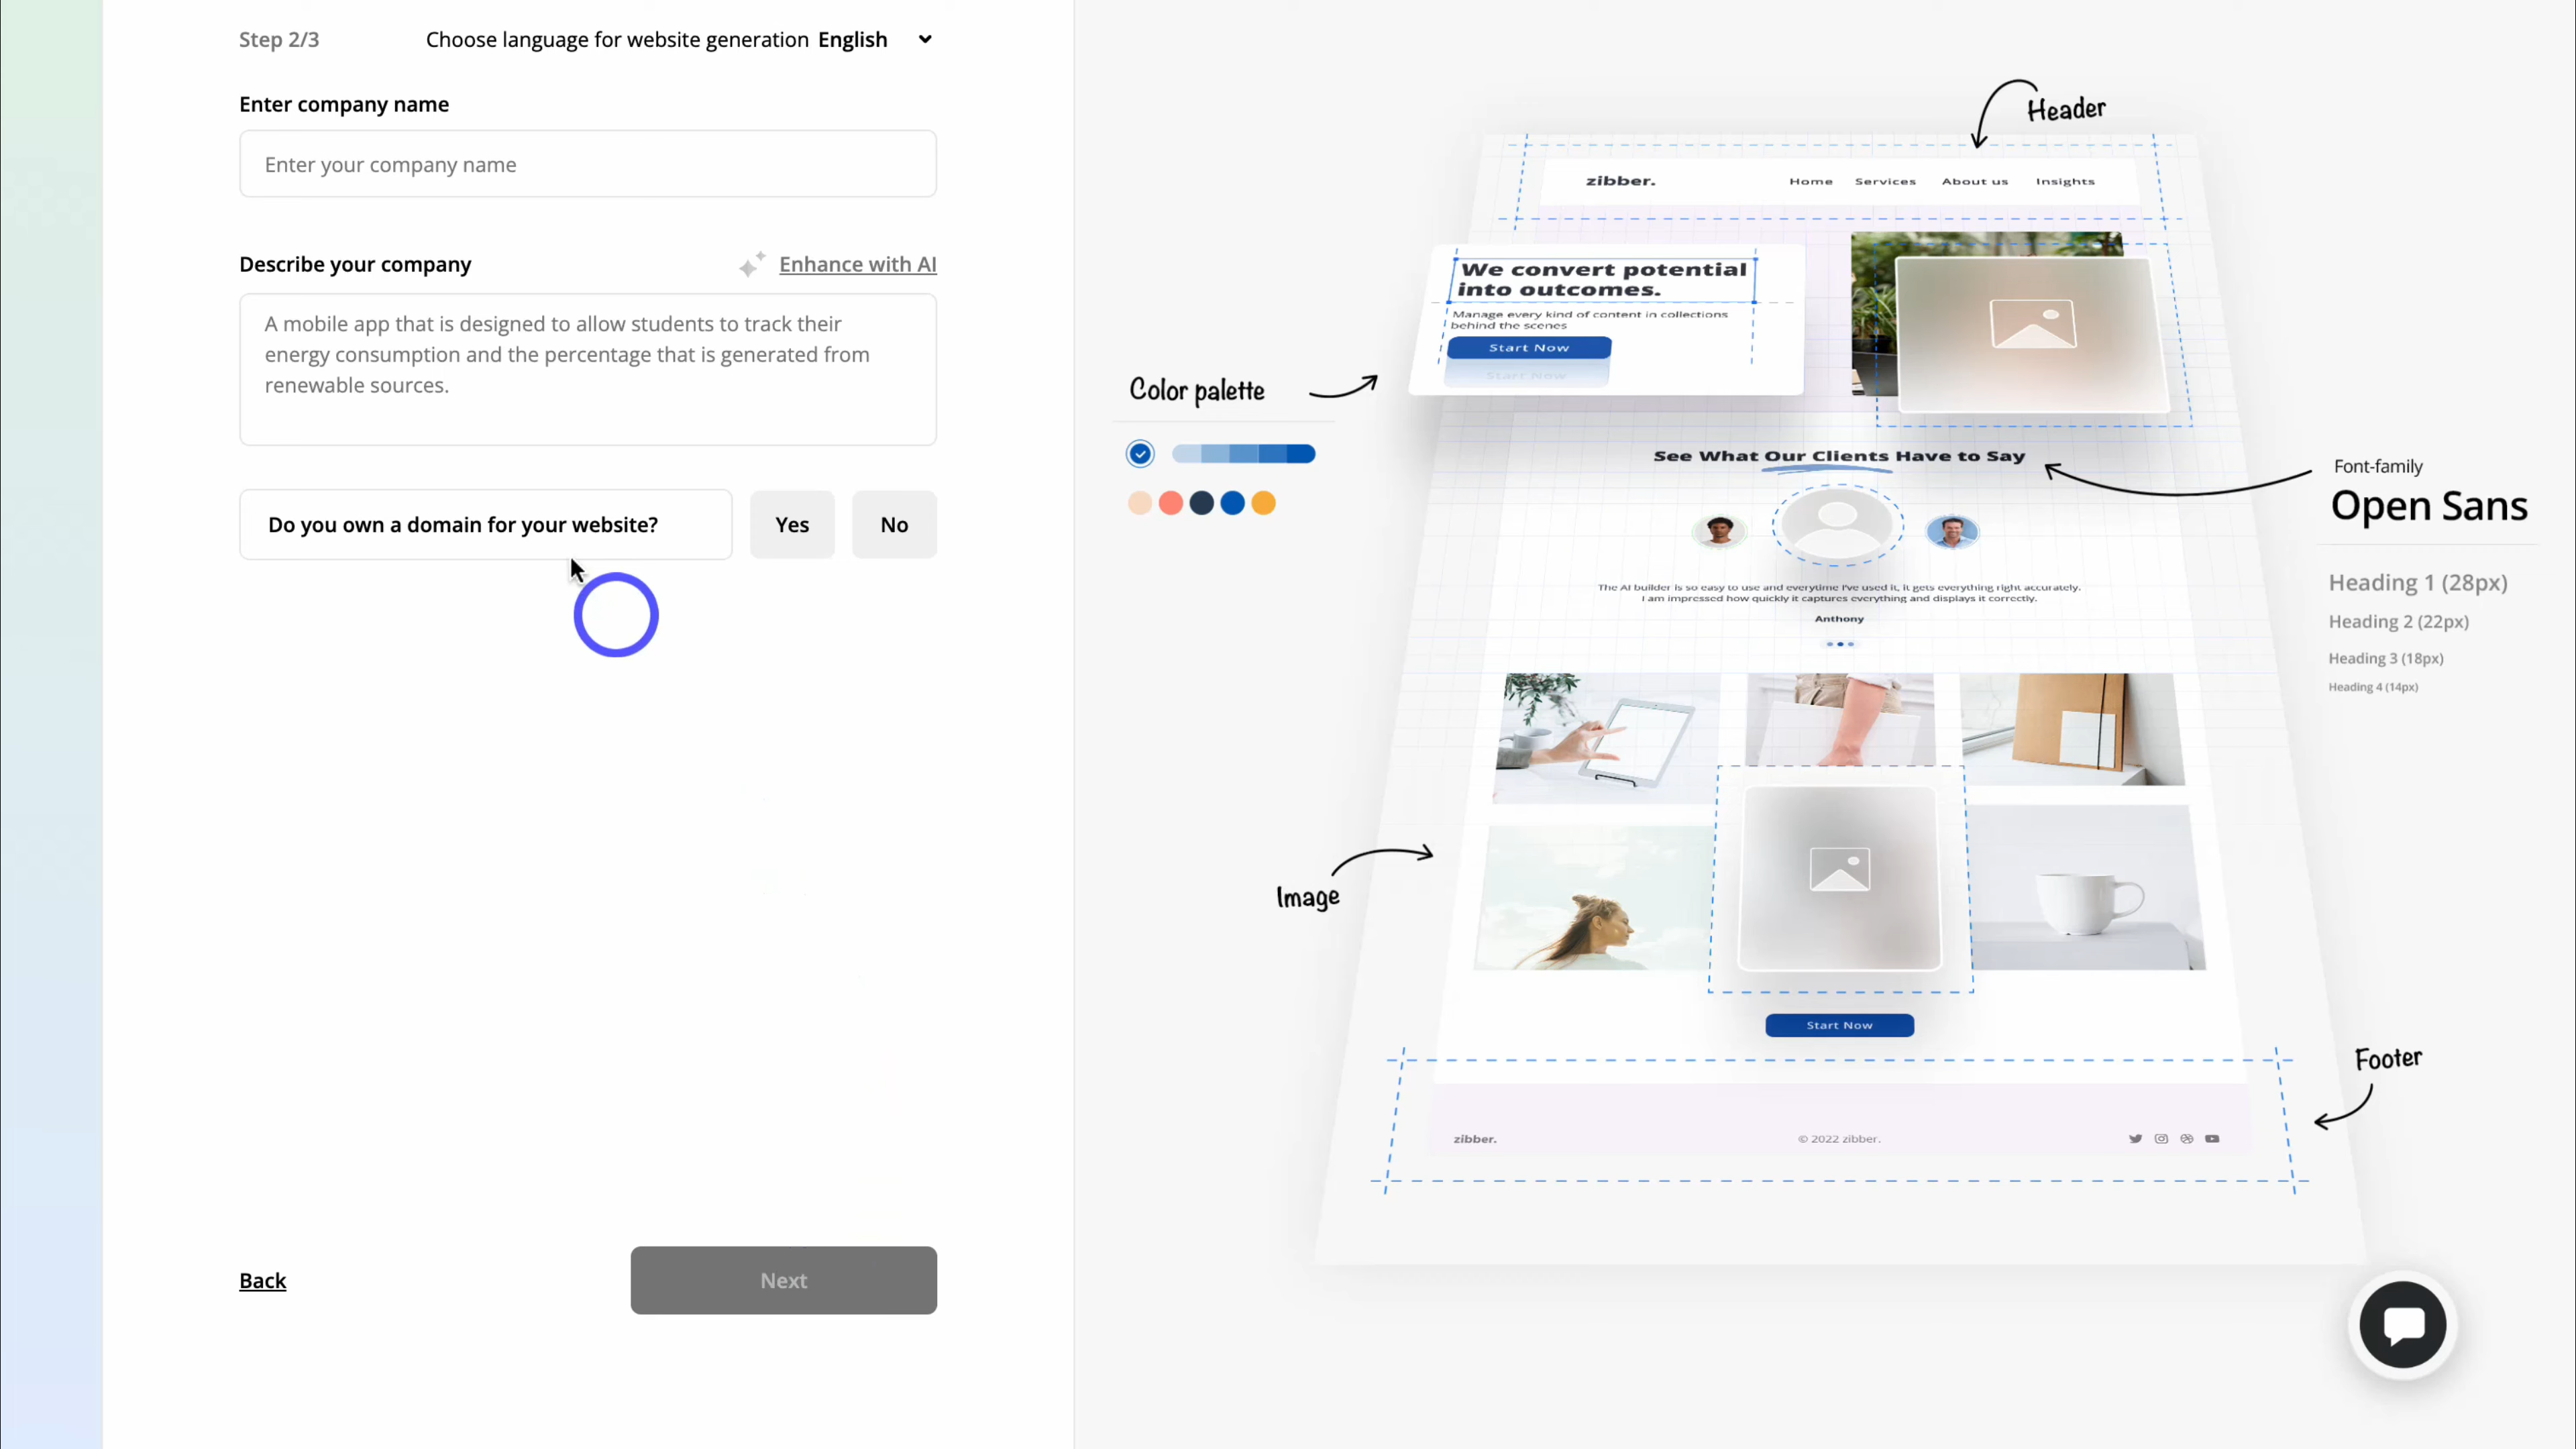 Step 2/3
Choose language for website generation English
Enter company name
Enter your company name
Describe your company
Enhance with AI
A mobile app that is designed to allow students to track their
energy consumption and the percentage that is generated from
renewable sources.
Do you own a domain for your website?
Yes
No
Back
Next
Header
zibber.
Home
Services
About us
Insights
We convert potential
into outcomes.
Manage every kind of content in collections
behind the scenes
Start Now
Start Now
Color palette
See What Our Clients Have to Say
Font-family
Open Sans
Heading 1 (28px)
Heading 2 (22px)
Heading 3 (18px)
Heading 4 (14px)
The AI builder is so easy to use and everytime I've used it, it gets everything right accurately.
I am impressed how quickly it captures everything and displays it correctly.
Anthony
Image
Start Now
Footer
zibber.
© 2022 zibber.